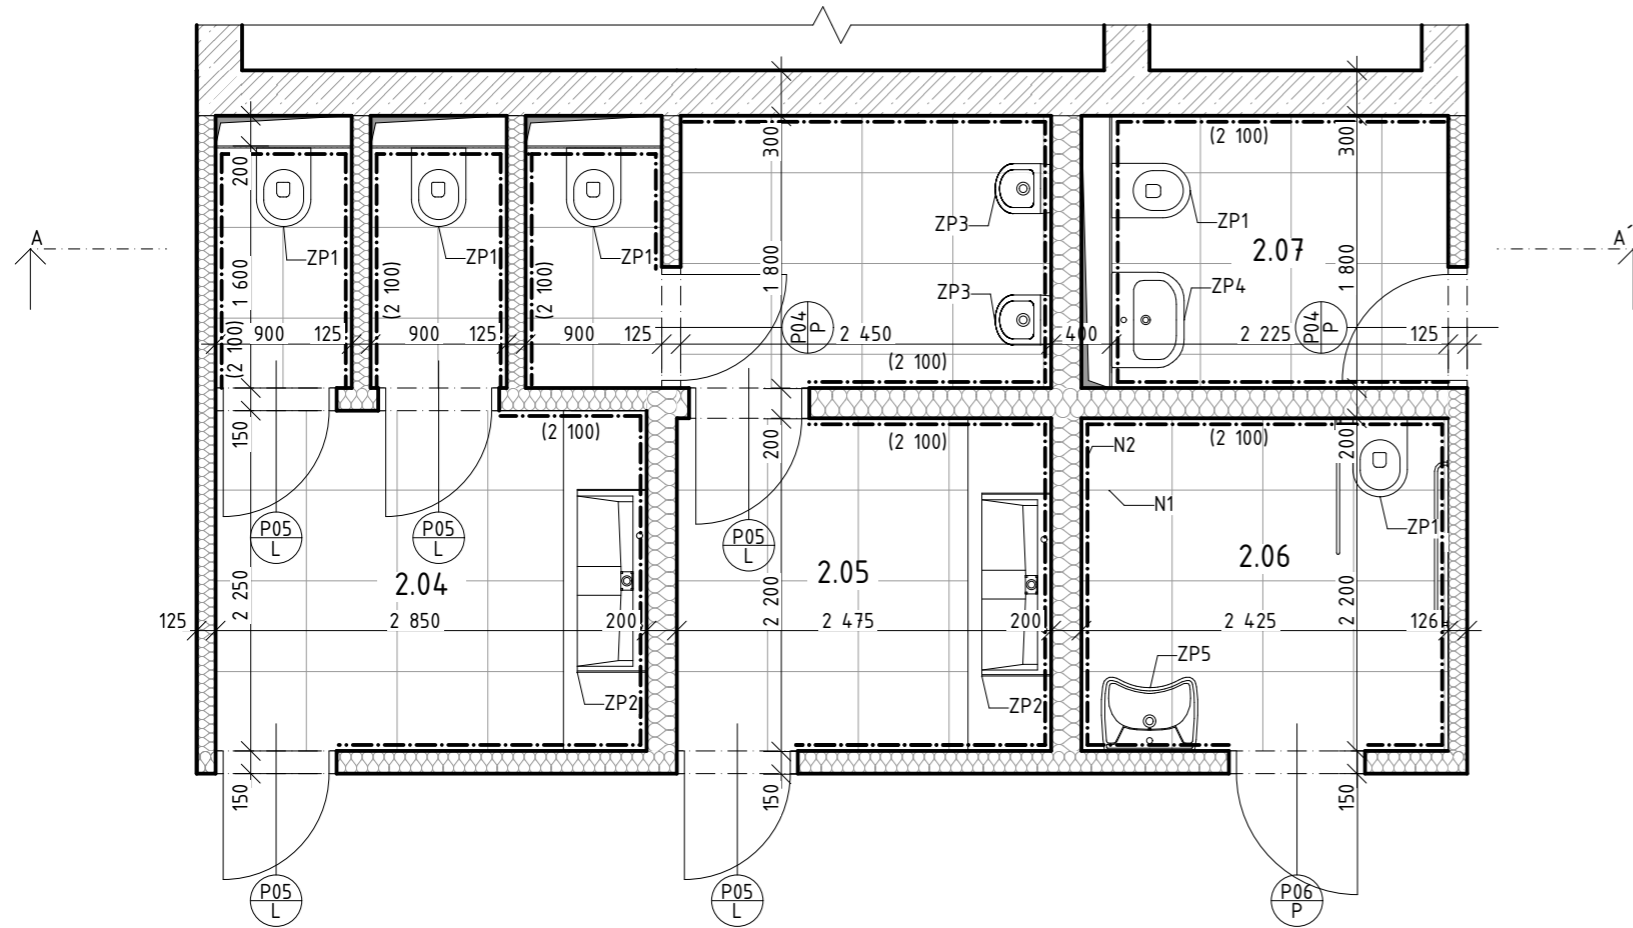 (2 100)
300
300
200
ZP3
ZP1
A
2.07
A´
ZP1
ZP1
ZP1
1 600
(2 100)
(2 100)
1 800
ZP3
ZP4
1 800
P04
P
P04
P
900
125
900
125
900
125
2 450
400
2 225
125
(2 100)
(2 100)
150
(2 100)
200
(2 100)
(2 100)
200
N2
N1
P05
L
P05
L
P05
L
ZP1
2.04
2.05
2.06
2 250
2 200
2 200
125
2 850
200
2 475
200
2 425
126
ZP5
ZP2
ZP2
150
150
150
P05
L
P05
L
P06
P